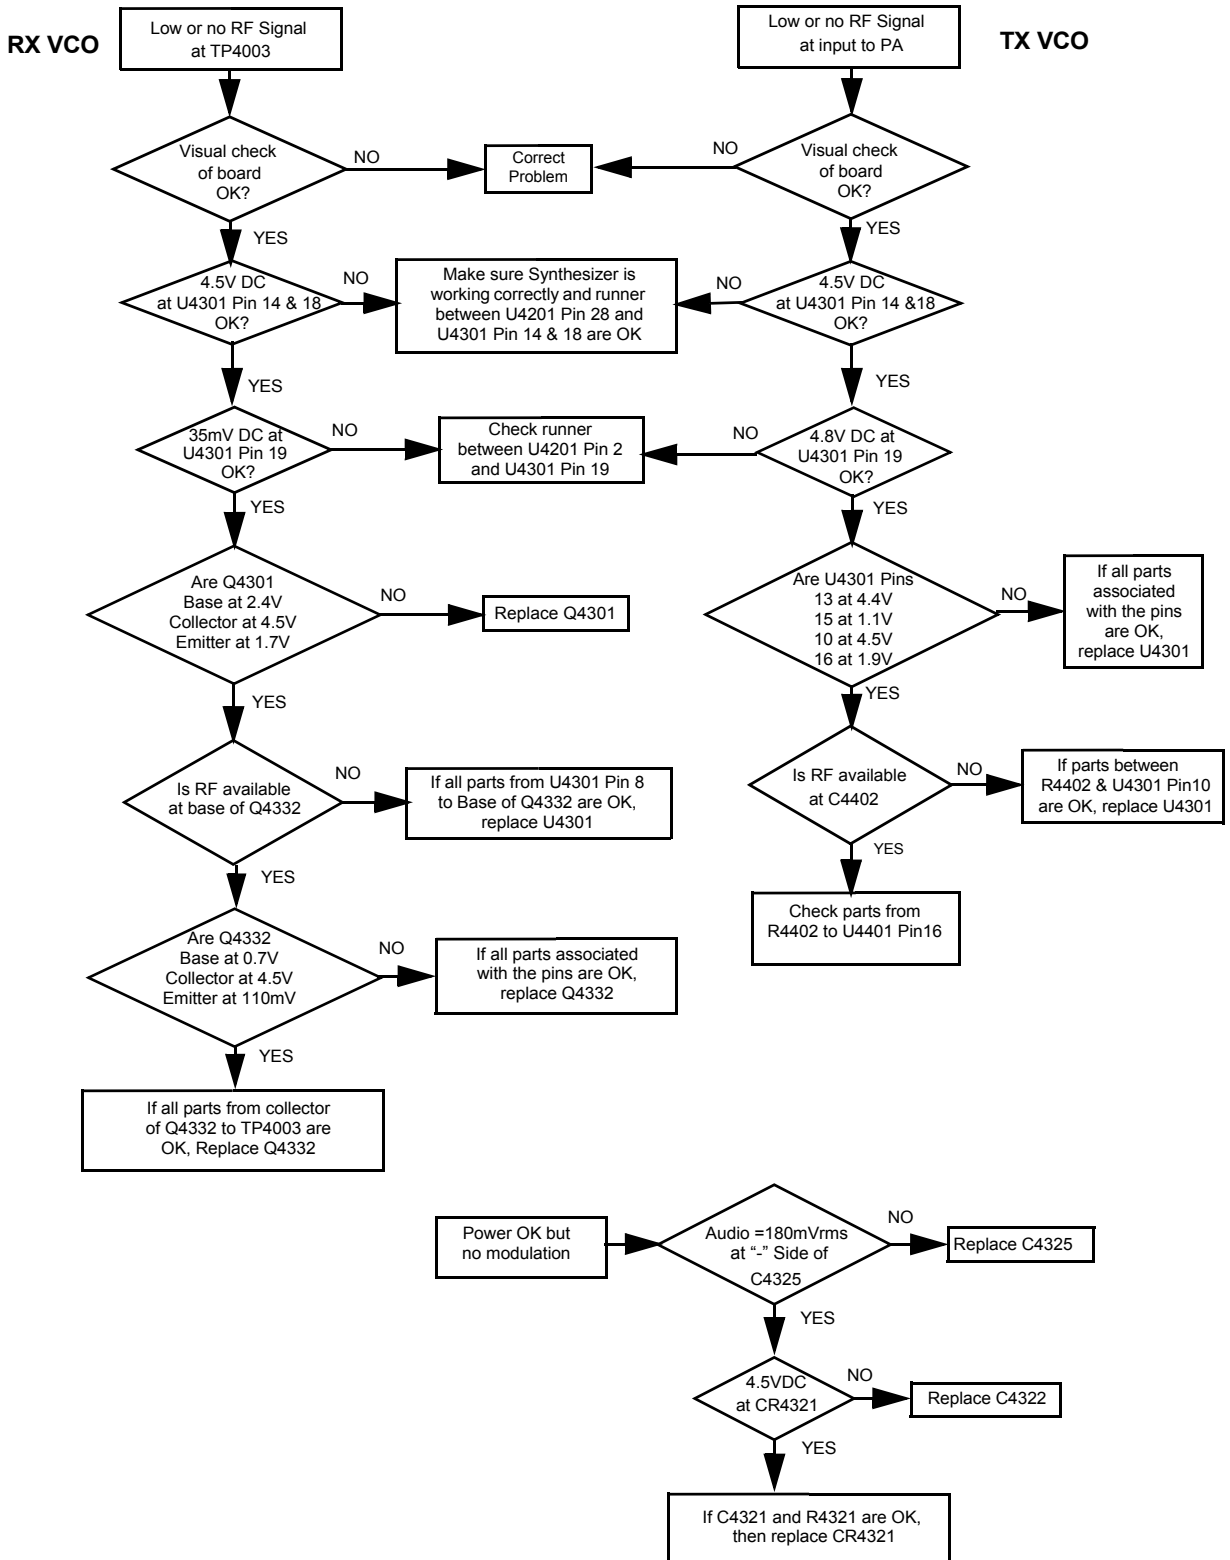 RX VCO
Low or no RF Signal
at TP4003
Low or no RF Signal
at input to PA
TX VCO
Visual check
of board
OK?
NO
Correct
Problem
NO
Visual check
of board
OK?
YES
YES
4.5V DC
at U4301 Pin 14 & 18
OK?
NO
Make sure Synthesizer is
working correctly and runner
between U4201 Pin 28 and
U4301 Pin 14 & 18 are OK
NO
4.5V DC
at U4301 Pin 14 &18
OK?
YES
YES
35mV DC at
U4301 Pin 19
OK?
NO
Check runner
between U4201 Pin 2
and U4301 Pin 19
NO
4.8V DC at
U4301 Pin 19
OK?
YES
YES
Are Q4301
Base at 2.4V
Collector at 4.5V
Emitter at 1.7V
NO
Replace Q4301
Are U4301 Pins
13 at 4.4V
15 at 1.1V
10 at 4.5V
16 at 1.9V
NO
If all parts
associated
with the pins
are OK,
replace U4301
YES
YES
Is RF available
at base of Q4332
NO
If all parts from U4301 Pin 8
to Base of Q4332 are OK,
replace U4301
Is RF available
at C4402
NO
If parts between
R4402 & U4301 Pin10
are OK, replace U4301
YES
YES
Are Q4332
Base at 0.7V
Collector at 4.5V
Emitter at 110mV
NO
If all parts associated
with the pins are OK,
replace Q4332
Check parts from
R4402 to U4401 Pin16
YES
If all parts from collector
of Q4332 to TP4003 are
OK, Replace Q4332
Power OK but
no modulation
Audio =180mVrms
at “-” Side of
C4325
NO
Replace C4325
YES
4.5VDC
at CR4321
NO
Replace C4322
YES
If C4321 and R4321 are OK,
then replace CR4321